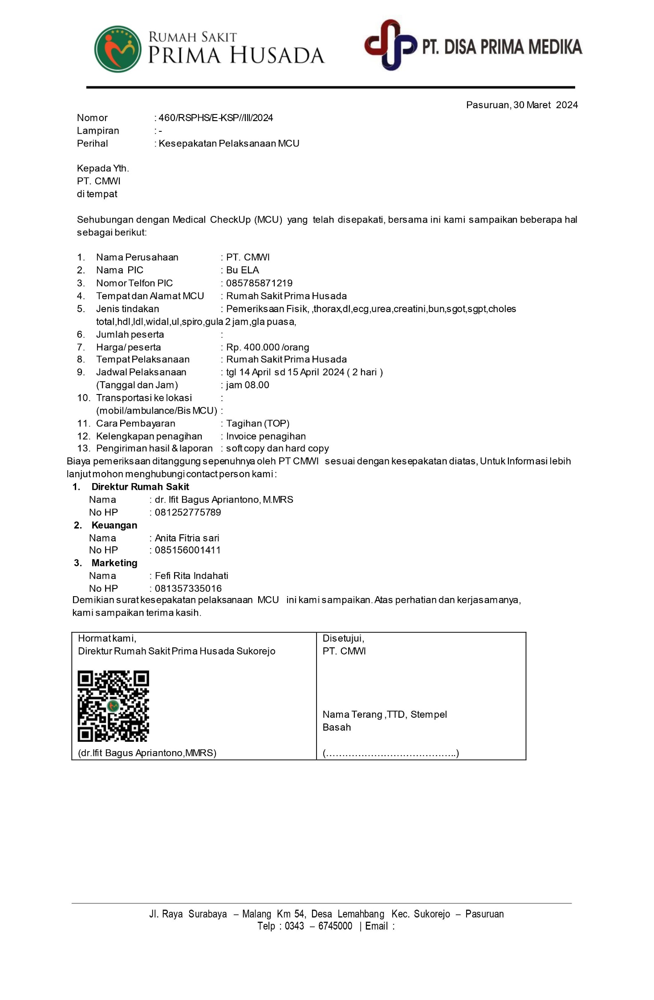 RUMAH SAKIT
PRIMA HUSADA
PT. DISA PRIMA MEDIKA
Pasuruan, 30 Maret 2024
Nomor : 460/RSPHS/E-KSP//III/2024
Lampiran : -
Perihal : Kesepakatan Pelaksanaan MCU
Kepada Yth.
PT. CMWI
di tempat
Sehubungan dengan Medical CheckUp (MCU) yang telah disepakati, bersama ini kami sampaikan beberapa hal
sebagai berikut:
1. Nama Perusahaan : PT. CMWI
2. Nama PIC : Bu ELA
3. Nomor Telfon PIC : 085785871219
4. Tempat dan Alamat MCU : Rumah Sakit Prima Husada
5. Jenis tindakan : Pemeriksaan Fisik, ,thorax,dl,ecg,urea,creatini,bun,sgot,sgpt,choles
total,hdl,ldl,widal,ul,spiro,gula 2 jam,gla puasa,
6. Jumlah peserta :
7. Harga/ peserta : Rp. 400.000 /orang
8. Tempat Pelaksanaan : Rumah Sakit Prima Husada
9. Jadwal Pelaksanaan : tgl 14 April sd 15 April 2024 ( 2 hari )
(Tanggal dan Jam) : jam 08.00
10. Transportasi ke lokasi :
(mobil/ambulance/Bis MCU) :
11. Cara Pembayaran : Tagihan (TOP)
12. Kelengkapan penagihan : Invoice penagihan
13. Pengiriman hasil & laporan : soft copy dan hard copy
Biaya pemeriksaan ditanggung sepenuhnya oleh PT CMWI sesuai dengan kesepakatan diatas, Untuk Informasi lebih
lanjut mohon menghubungi contact person kami :
1. Direktur Rumah Sakit
Nama : dr. Ifit Bagus Apriantono, M.MRS
No HP : 081252775789
2. Keuangan
Nama : Anita Fitria sari
No HP : 085156001411
3. Marketing
Nama : Fefi Rita Indahati
No HP : 081357335016
Demikian surat kesepakatan pelaksanaan MCU ini kami sampaikan. Atas perhatian dan kerjasamanya,
kami sampaikan terima kasih.
Hormat kami,
Direktur Rumah Sakit Prima Husada Sukorejo
(dr.Ifit Bagus Apriantono,MMRS)
Disetujui,
PT. CMWI
Nama Terang ,TTD, Stempel
Basah
(…………………………………..)
Jl. Raya Surabaya – Malang Km 54, Desa Lemahbang Kec. Sukorejo – Pasuruan
Telp : 0343 – 6745000 | Email :